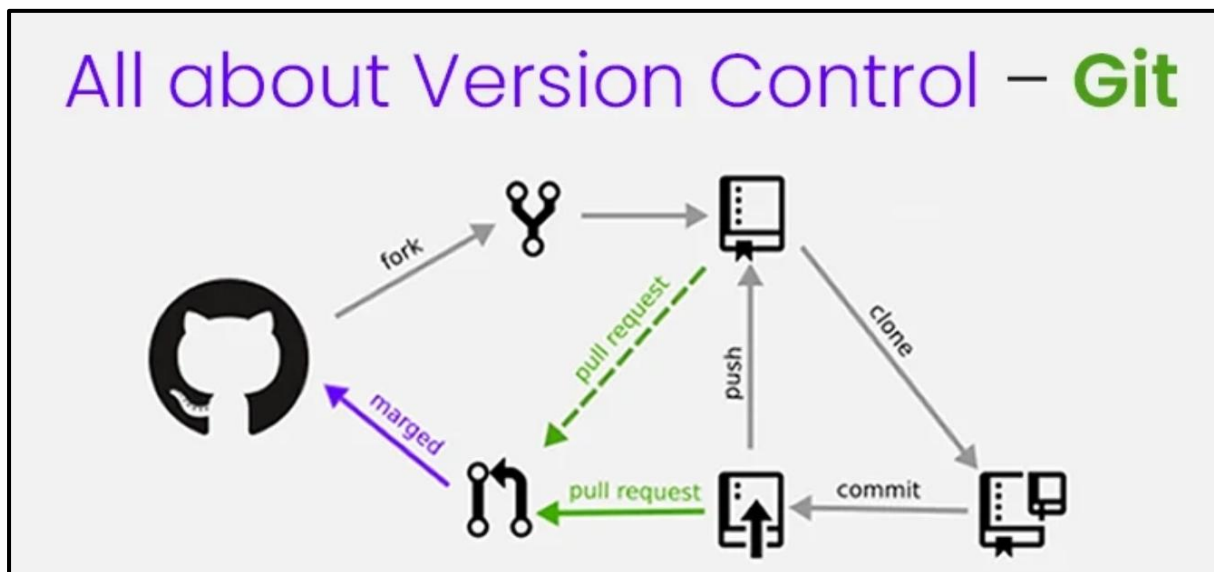 All about Version Control – Git
fork
pull request
clone
push
marged
pull request
commit